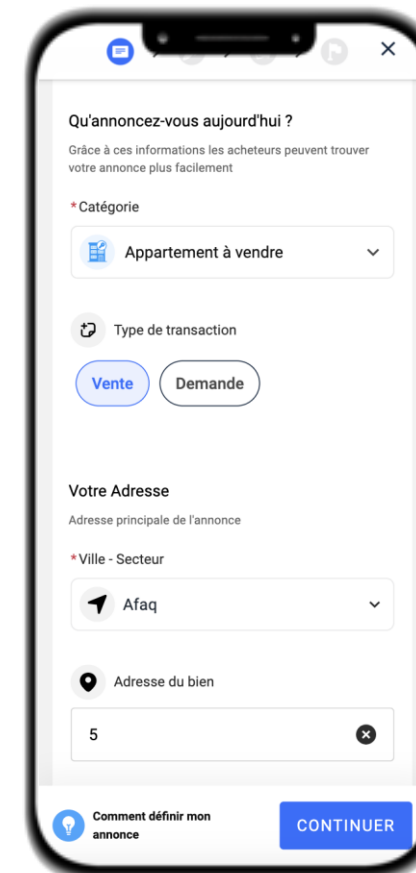 Qu'annoncez-vous aujourd'hui ?
Grâce à ces informations les acheteurs peuvent trouver
votre annonce plus facilement
*Catégorie
Appartement à vendre
Type de transaction
Vente
Demande
Votre Adresse
Adresse principale de l'annonce
*Ville - Secteur
Afaq
Adresse du bien
5
Comment définir mon
annonce
CONTINUER